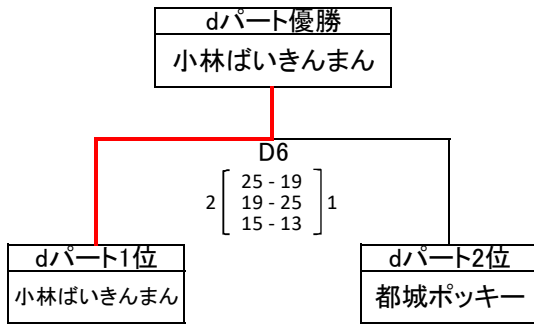 dパート優勝
小林ばいきんまん
D6
25 - 19
2 19 - 25 1
15 - 13
dパート1位 dパート2位
小林ばいきんまん 都城ポッキー